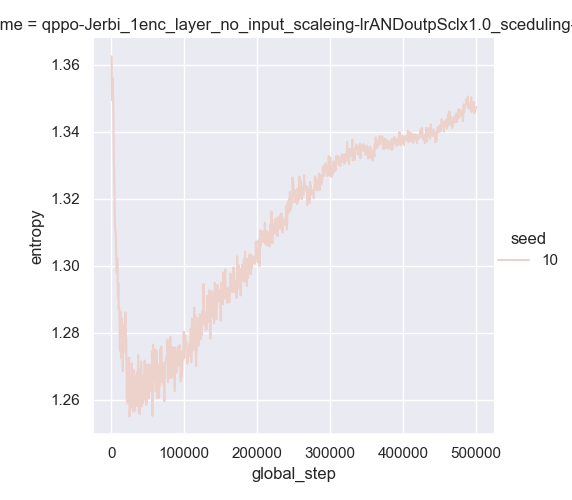 me = qppo-Jerbi_1enc_layer_no_input_scaleing-lrANDoutpSclx1.0_sceduling-
1.36
1.34
1.32
1.30
1.28
1.26
entropy
0 100000 200000 300000 400000 500000
global_step
seed
10